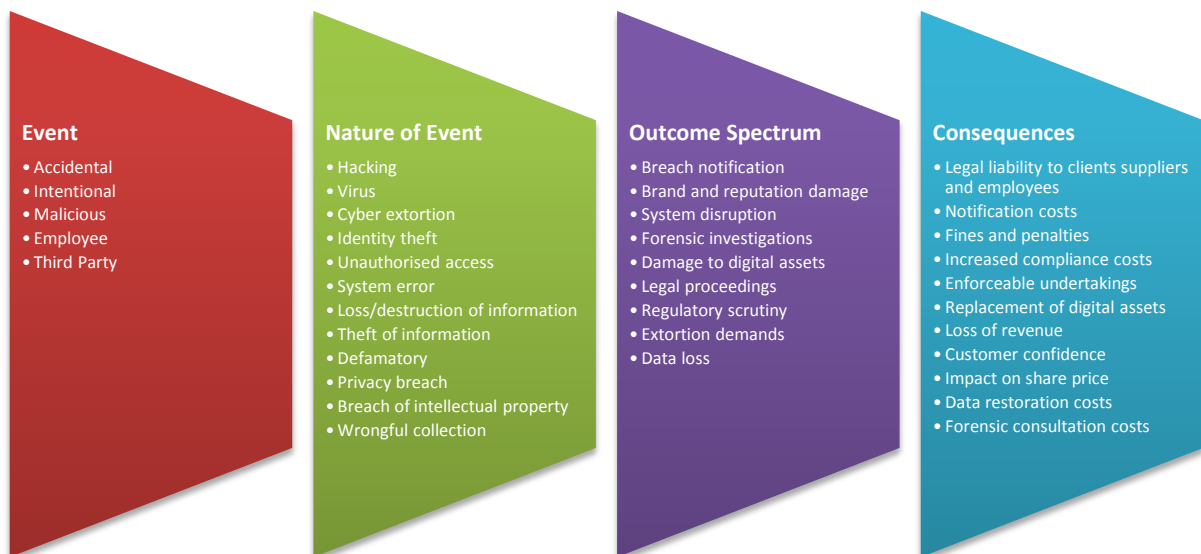 Event
• Accidental
• Intentional
• Malicious
• Employee
• Third Party
Nature of Event
• Hacking
• Virus
• Cyber extortion
• Identity theft
• Unauthorised access
• System error
• Loss/destruction of information
• Theft of information
• Defamatory
• Privacy breach
• Breach of intellectual property
• Wrongful collection
Outcome Spectrum
• Breach notification
• Brand and reputation damage
• System disruption
• Forensic investigations
• Damage to digital assets
• Legal proceedings
• Regulatory scrutiny
• Extortion demands
• Data loss
Consequences
• Legal liability to clients suppliers
and employees
• Notification costs
• Fines and penalties
• Increased compliance costs
• Enforceable undertakings
• Replacement of digital assets
• Loss of revenue
• Customer confidence
• Impact on share price
• Data restoration costs
• Forensic consultation costs